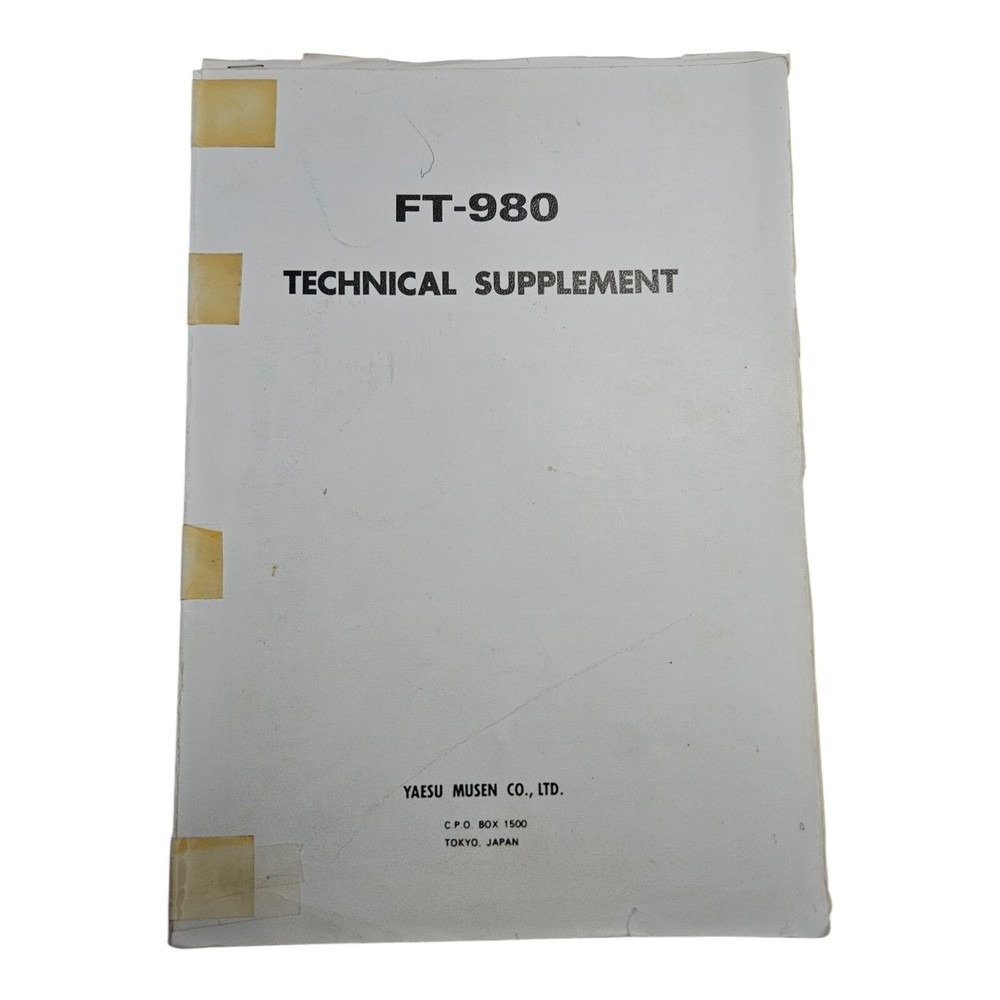 FT-980
TECHNICAL SUPPLEMENT
YAESU MUSEN CO., LTD.
C.P.O. BOX 1500
TOKYO, JAPAN